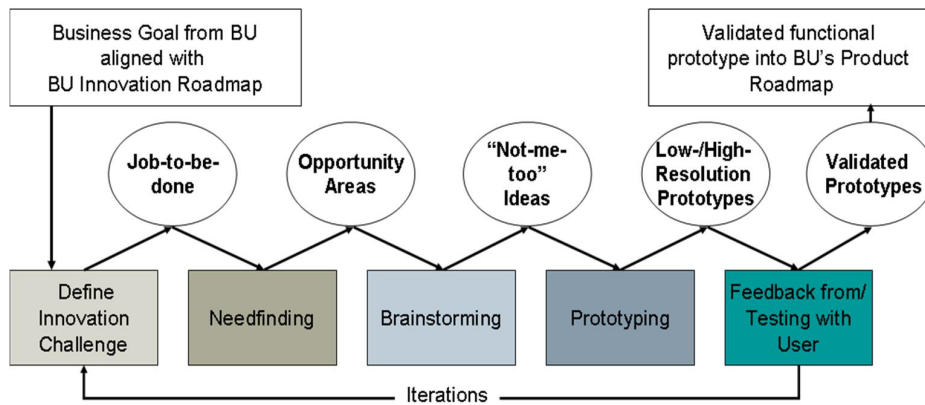 Business Goal from BU
aligned with
BU Innovation Roadmap
Validated functional
prototype into BU's Product
Roadmap
Job-to-be-
done
Opportunity
Areas
“Not-me-
too”
Ideas
Low-/High-
Resolution
Prototypes
Validated
Prototypes
Define
Innovation
Challenge
Needfinding
Brainstorming
Prototyping
Feedback from/
Testing with
User
Iterations